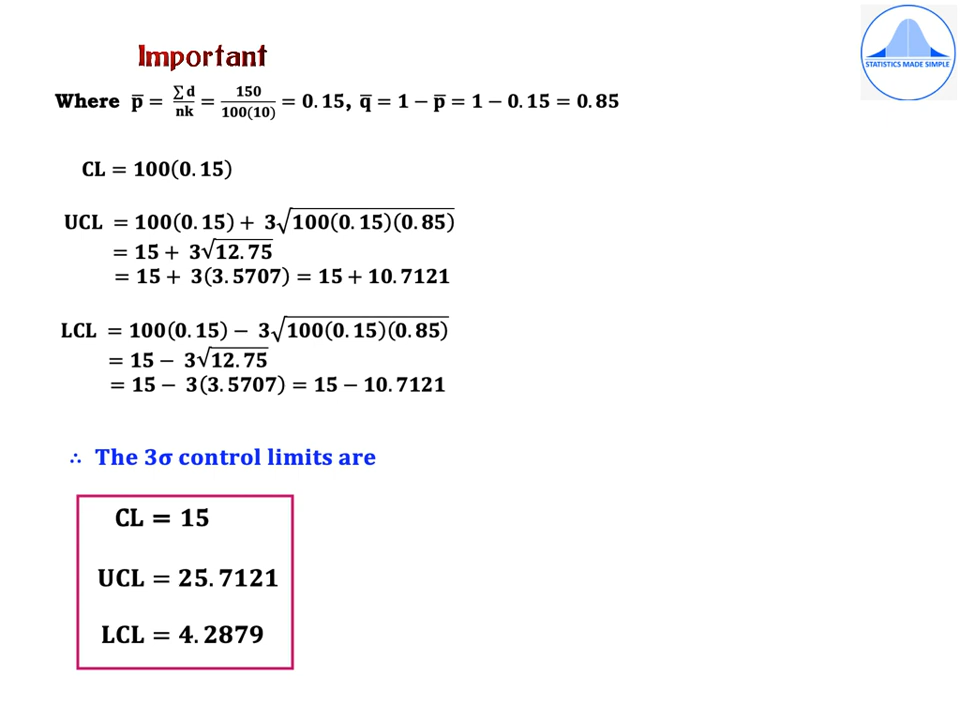 STATISTICS MADE SIMPLE
Important
Where p̅ = ∑d/nk = 150/100(10) = 0.15, q̅ = 1 − p̅ = 1 − 0.15 = 0.85
CL = 100(0.15)
UCL = 100(0.15) + 3√100(0.15)(0.85)
= 15 + 3√12.75
= 15 + 3(3.5707) = 15 + 10.7121
LCL = 100(0.15) − 3√100(0.15)(0.85)
= 15 − 3√12.75
= 15 − 3(3.5707) = 15 − 10.7121
∴ The 3σ control limits are
CL = 15
UCL = 25.7121
LCL = 4.2879